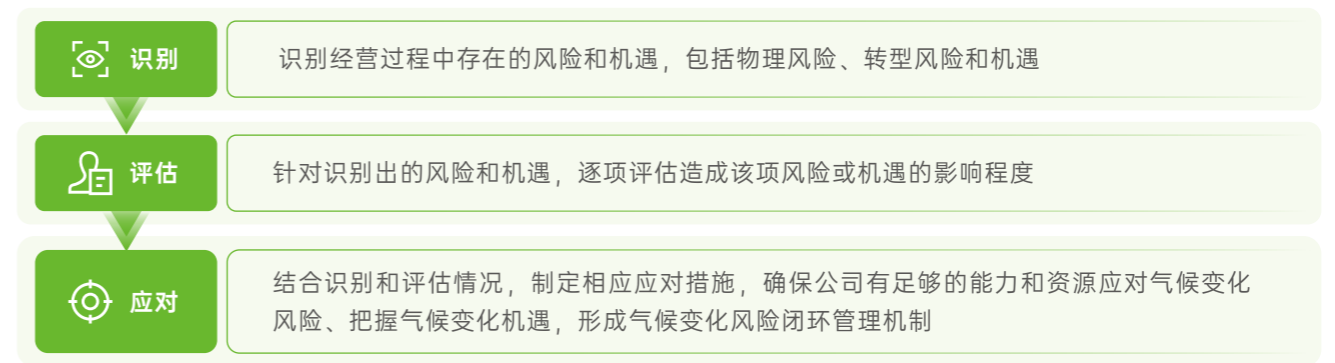 识别
识别经营过程中存在的风险和机遇，包括物理风险、转型风险和机遇
评估
针对识别出的风险和机遇，逐项评估造成该项风险或机遇的影响程度
应对
结合识别和评估情况，制定相应应对措施，确保公司有足够的能力和资源应对气候变化
风险、把握气候变化机遇，形成气候变化风险闭环管理机制